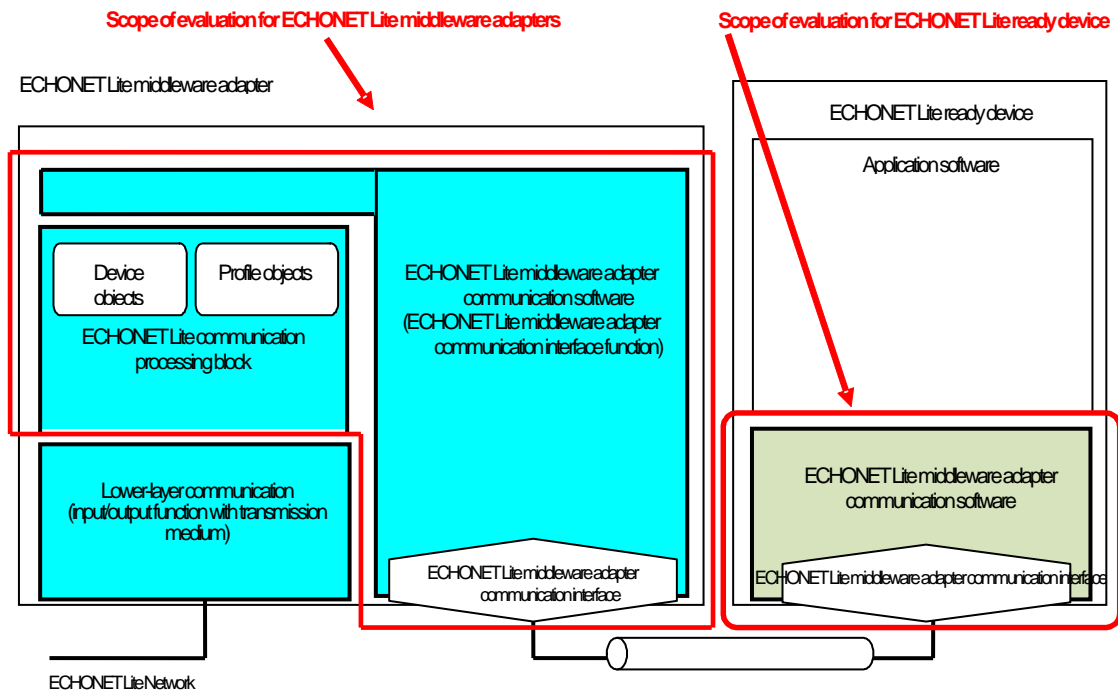 Scope of evaluation for ECHONET Lite middleware adapters
Scope of evaluation for ECHONET Lite ready device
ECHONET Lite middleware adapter
ECHONET Lite ready device
Application software
Device
objects
Profile objects
ECHONET Lite communication
processing block
ECHONET Lite middleware adapter
communication software
(ECHONET Lite middleware adapter
communication interface function)
Lower-layer communication
(input/output function with transmission
medium)
ECHONET Lite middleware adapter
communication interface
ECHONET Lite middleware adapter
communication software
ECHONET Lite middleware adapter communication interface
ECHONET Lite Network